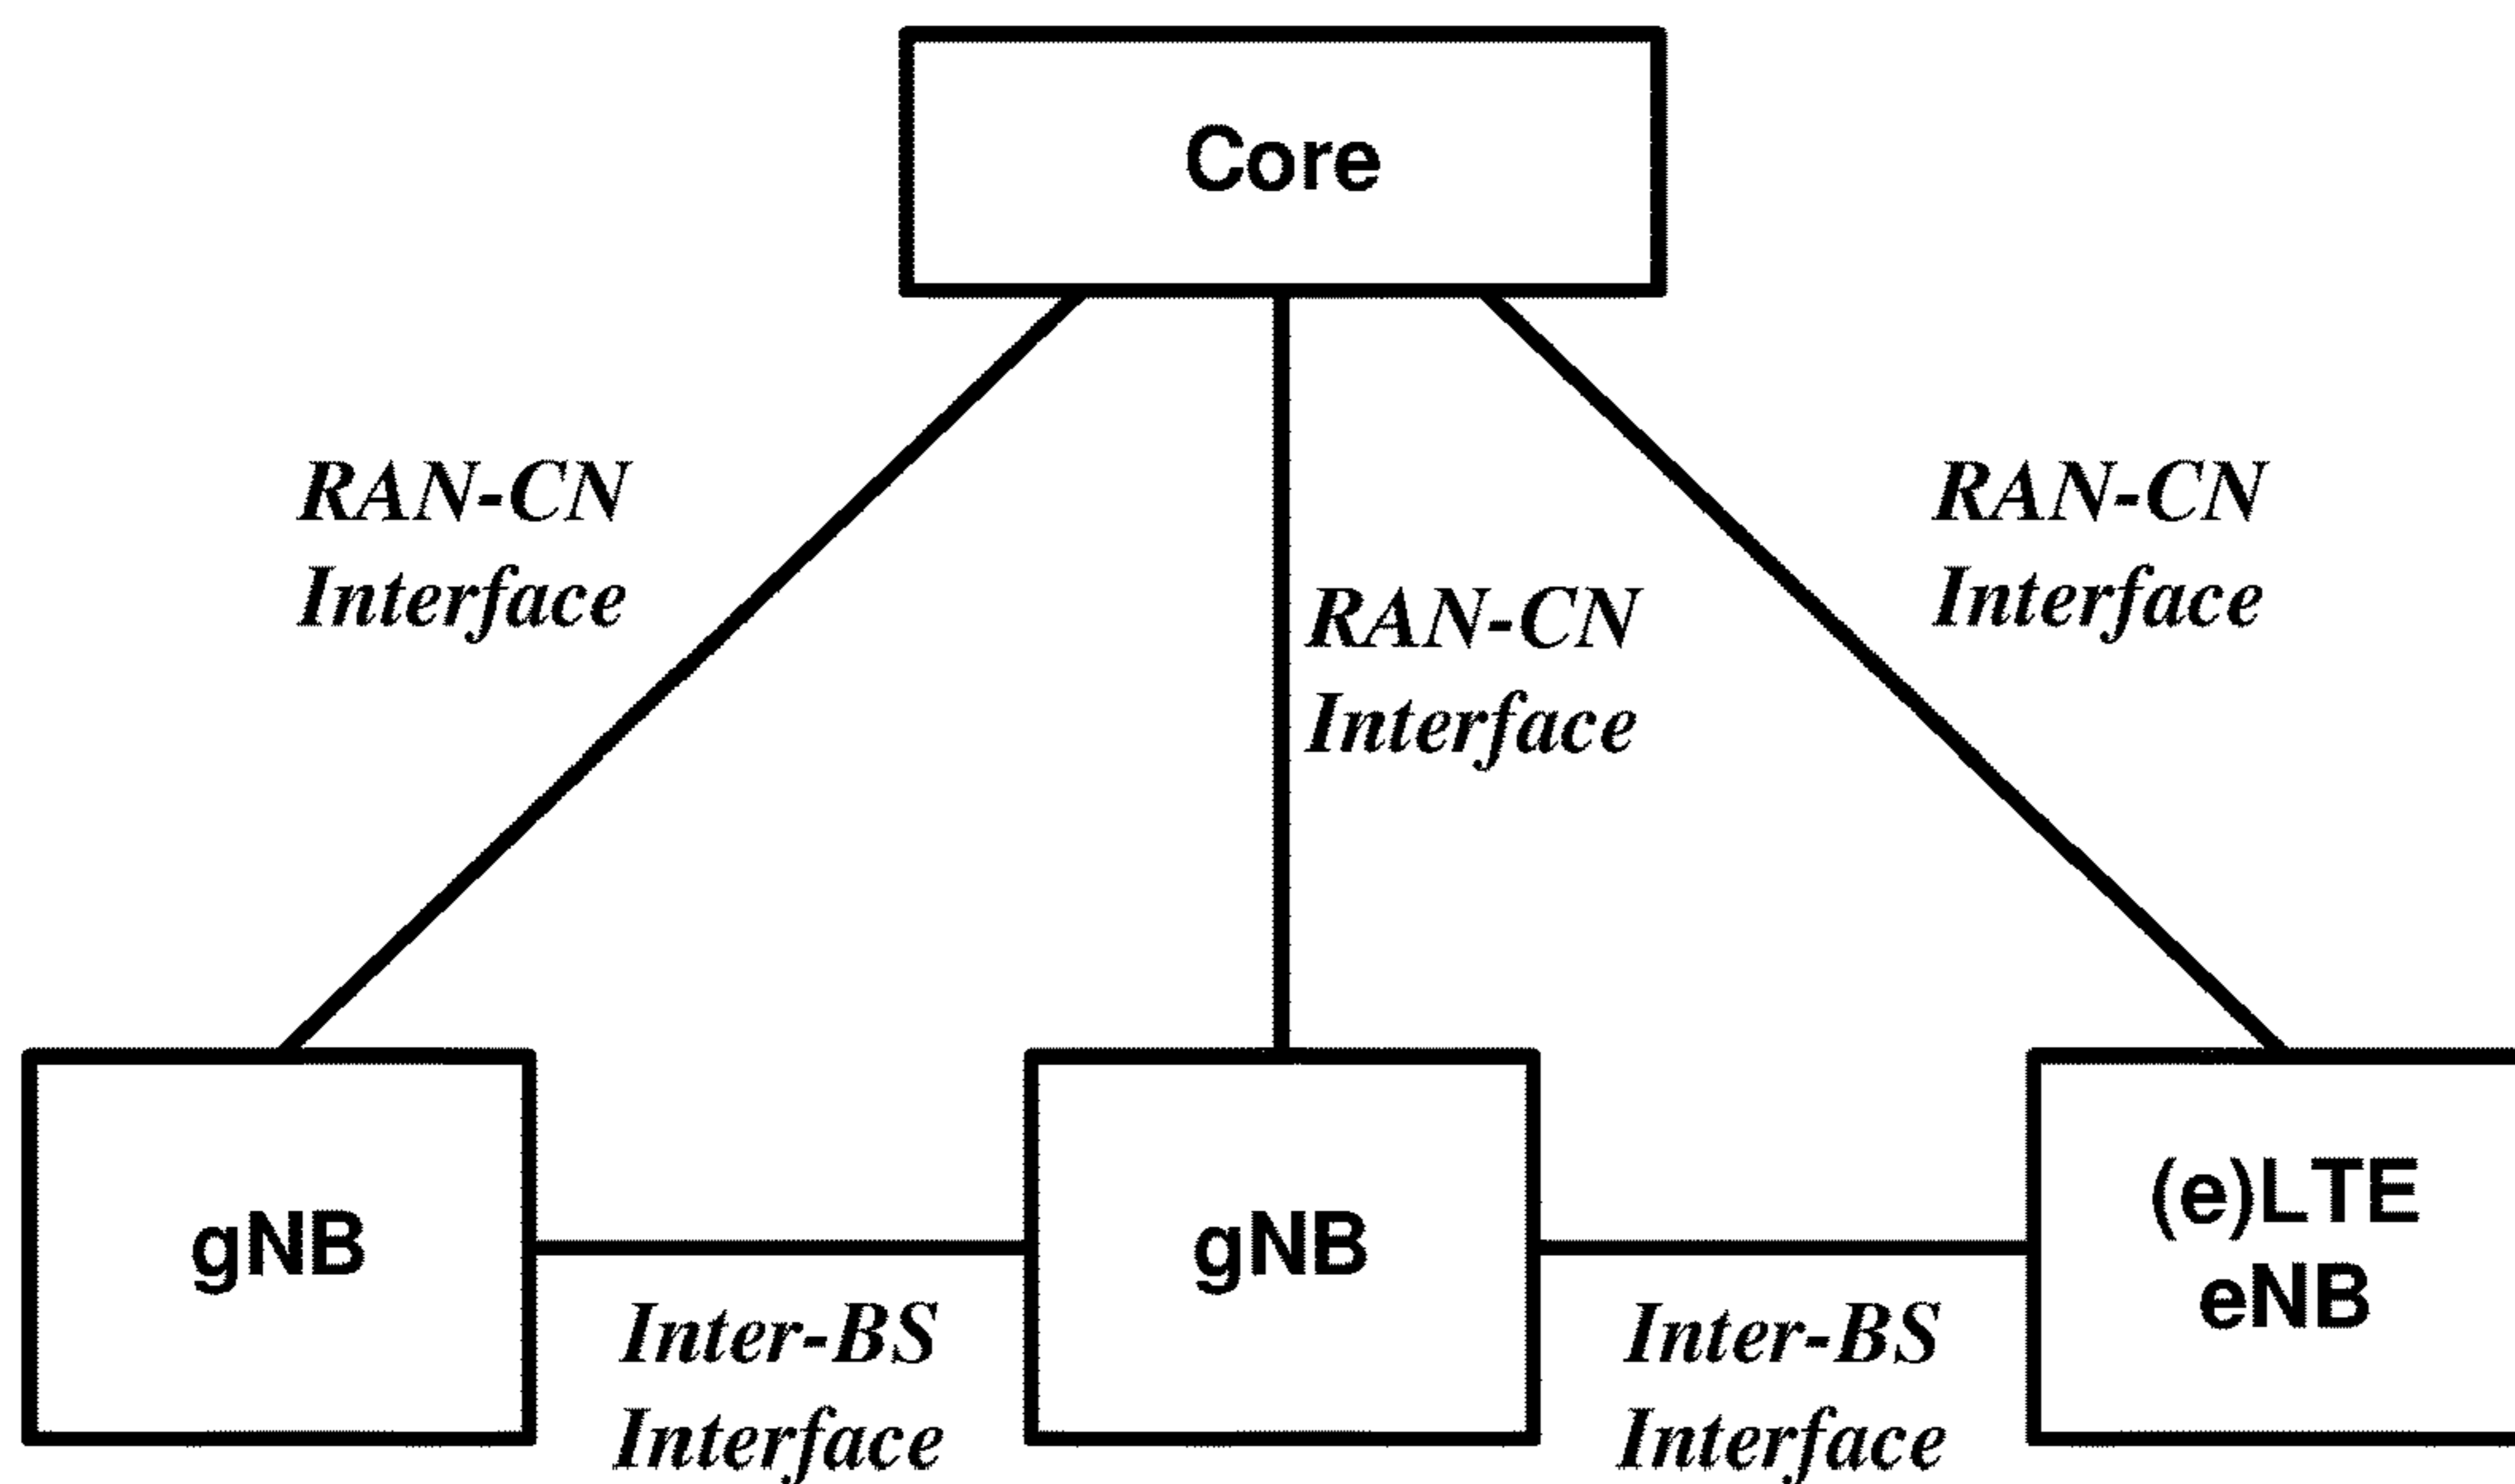 Core
RAN-CN
Interface
RAN-CN
Interface
RAN-CN
Interface
gNB
gNB
(e)LTE
eNB
Inter-BS
Interface
Inter-BS
Interface